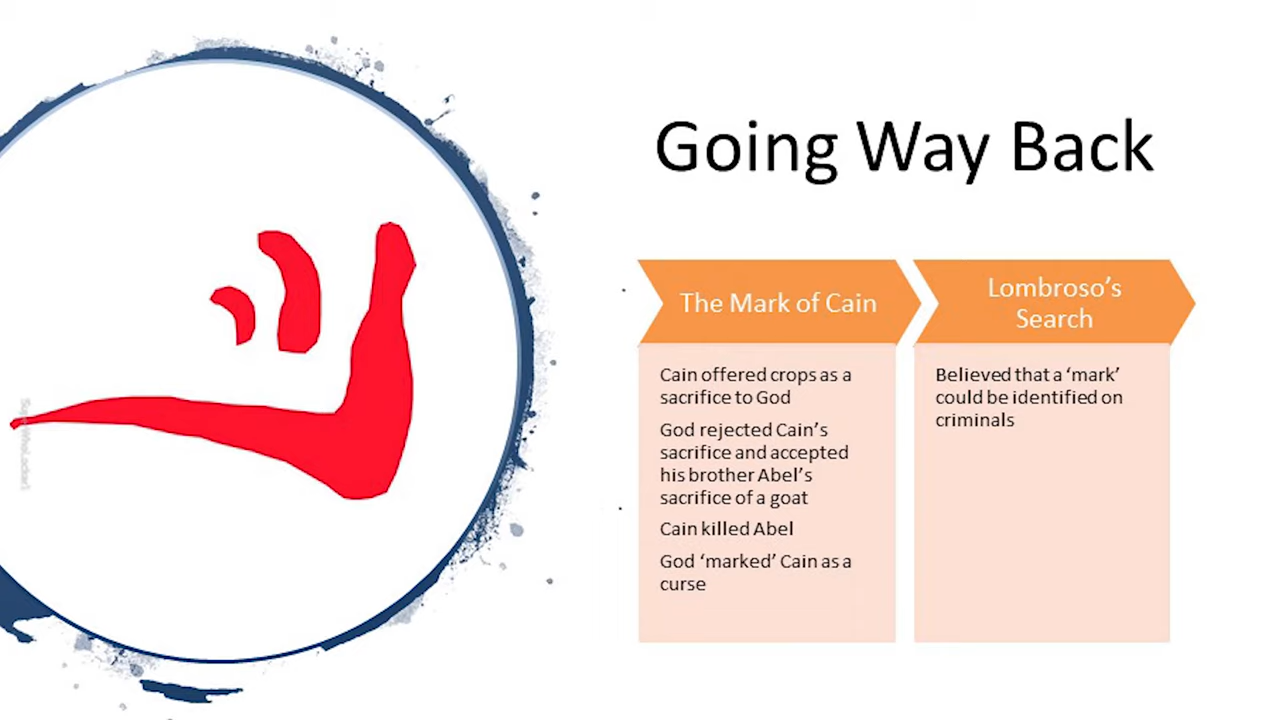 Going Way Back
The Mark of Cain
Cain offered crops as a
sacrifice to God
God rejected Cain’s
sacrifice and accepted
his brother Abel’s
sacrifice of a goat
Cain killed Abel
God ‘marked’ Cain as a
curse
Lombroso’s
Search
Believed that a ‘mark’
could be identified on
criminals